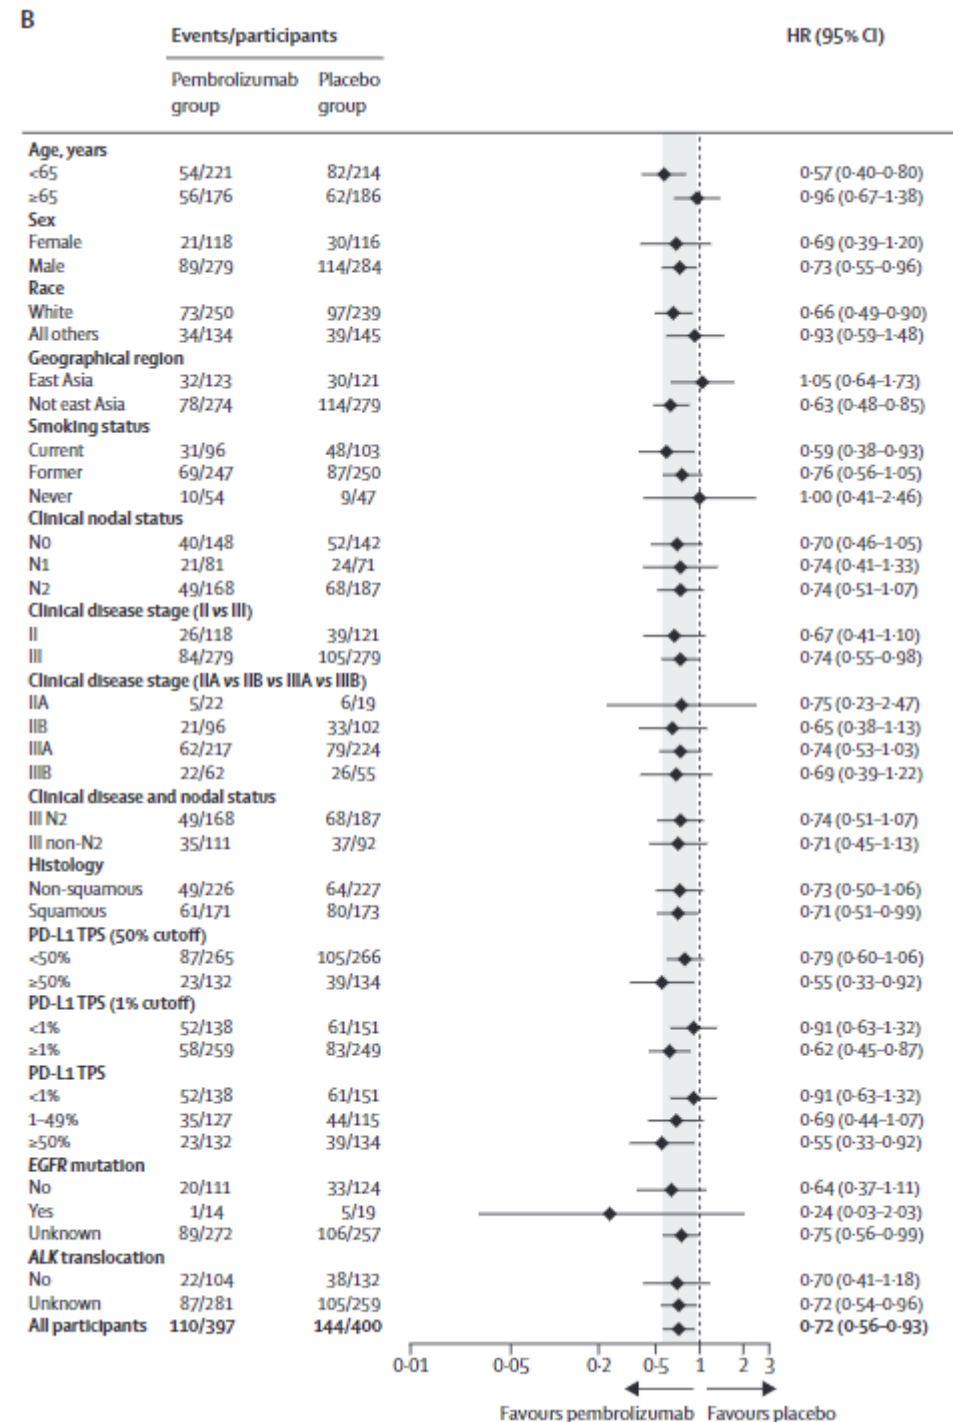 B
Events/participants HR (95% CI)
Pembrolizumab group Placebo group
Age, years
<65 54/221 82/214 0·57 (0·40–0·80)
≥65 56/176 62/186 0·96 (0·67–1·38)
Sex
Female 21/118 30/116 0·69 (0·39–1·20)
Male 89/279 114/284 0·73 (0·55–0·96)
Race
White 73/250 97/239 0·66 (0·49–0·90)
All others 34/134 39/145 0·93 (0·59–1·48)
Geographical region
East Asia 32/123 30/121 1·05 (0·64–1·73)
Not east Asia 78/274 114/279 0·63 (0·48–0·85)
Smoking status
Current 31/96 48/103 0·59 (0·38–0·93)
Former 69/247 87/250 0·76 (0·56–1·05)
Never 10/54 9/47 1·00 (0·41–2·46)
Clinical nodal status
N0 40/148 52/142 0·70 (0·46–1·05)
N1 21/81 24/71 0·74 (0·41–1·33)
N2 49/168 68/187 0·74 (0·51–1·07)
Clinical disease stage (II vs III)
II 26/118 39/121 0·67 (0·41–1·10)
III 84/279 105/279 0·74 (0·55–0·98)
Clinical disease stage (IIA vs IIB vs IIIA vs IIIB)
IIA 5/22 6/19 0·75 (0·23–2·47)
IIB 21/96 33/102 0·65 (0·38–1·13)
IIIA 62/217 79/224 0·74 (0·53–1·03)
IIIB 22/62 26/55 0·69 (0·39–1·22)
Clinical disease and nodal status
III N2 49/168 68/187 0·74 (0·51–1·07)
III non-N2 35/111 37/92 0·71 (0·45–1·13)
Histology
Non-squamous 49/226 64/227 0·73 (0·50–1·06)
Squamous 61/171 80/173 0·71 (0·51–0·99)
PD-L1 TPS (50% cutoff)
<50% 87/265 105/266 0·79 (0·60–1·06)
≥50% 23/132 39/134 0·55 (0·33–0·92)
PD-L1 TPS (1% cutoff)
<1% 52/138 61/151 0·91 (0·63–1·32)
≥1% 58/259 83/249 0·62 (0·45–0·87)
PD-L1 TPS
<1% 52/138 61/151 0·91 (0·63–1·32)
1–49% 35/127 44/115 0·69 (0·44–1·07)
≥50% 23/132 39/134 0·55 (0·33–0·92)
EGFR mutation
No 20/111 33/124 0·64 (0·37–1·11)
Yes 1/14 5/19 0·24 (0·03–2·03)
Unknown 89/272 106/257 0·75 (0·56–0·99)
ALK translocation
No 22/104 38/132 0·70 (0·41–1·18)
Unknown 87/281 105/259 0·72 (0·54–0·96)
All participants 110/397 144/400 0·72 (0·56–0·93)
0·01 0·05 0·2 0·5 1 2 3
Favours pembrolizumab Favours placebo